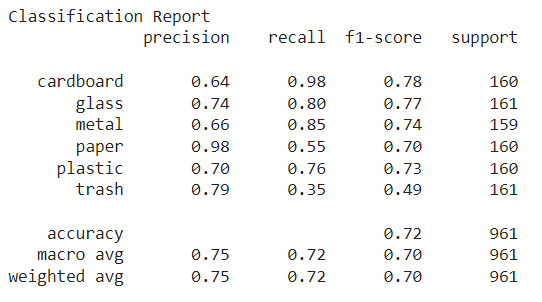 Classification Report
precision recall f1-score support
cardboard 0.64 0.98 0.78 160
glass 0.74 0.80 0.77 161
metal 0.66 0.85 0.74 159
paper 0.98 0.55 0.70 160
plastic 0.70 0.76 0.73 160
trash 0.79 0.35 0.49 161
accuracy 0.72 961
macro avg 0.75 0.72 0.70 961
weighted avg 0.75 0.72 0.70 961